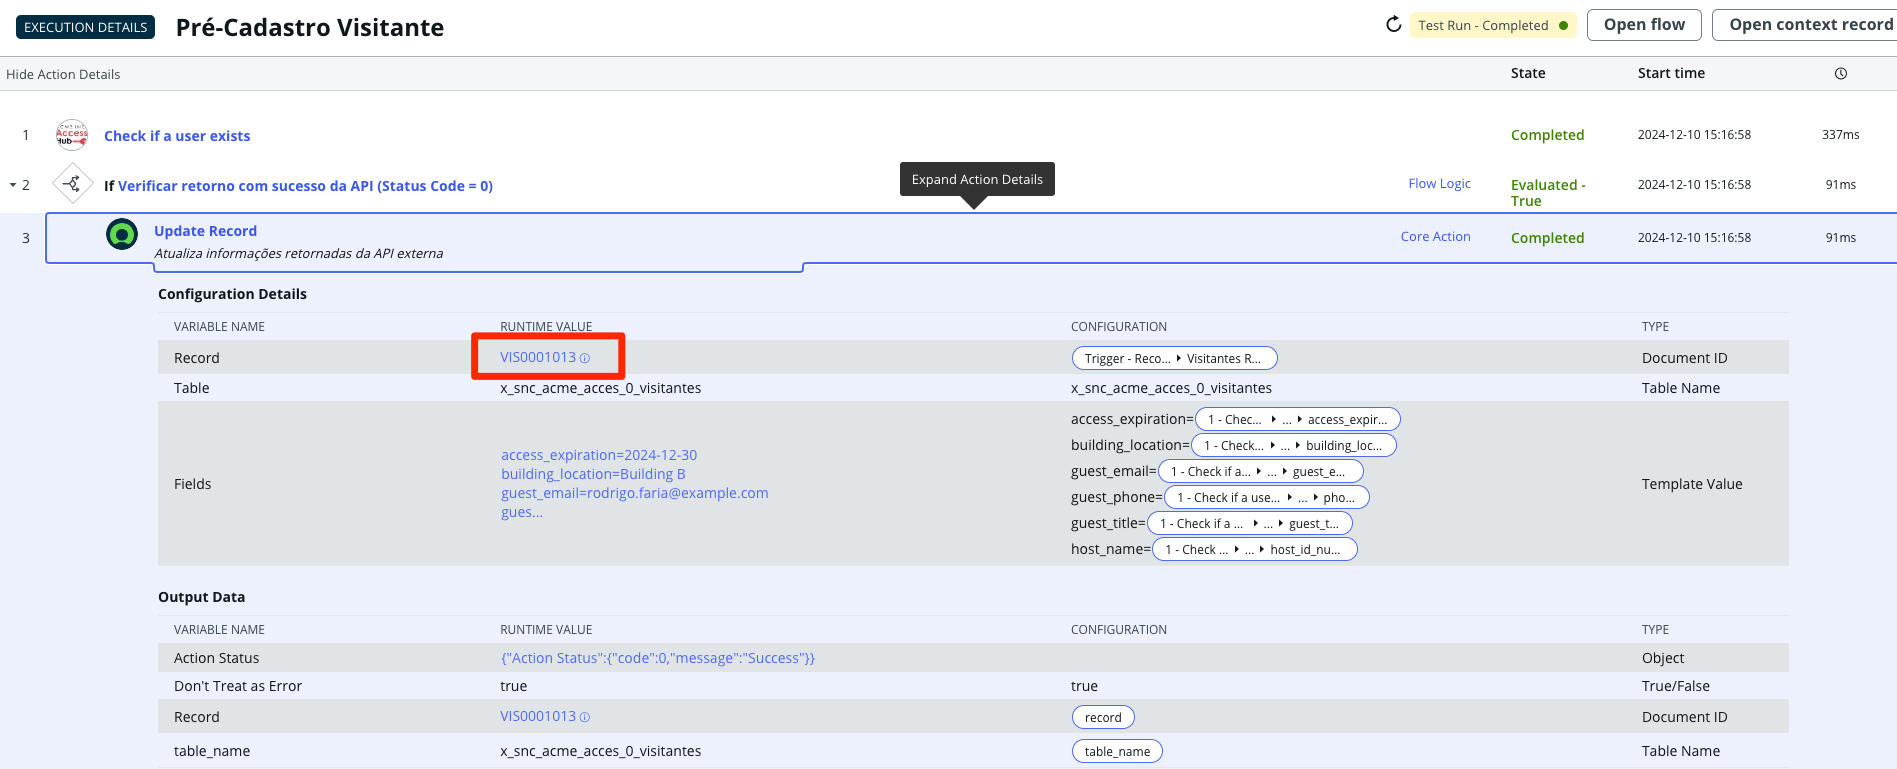 EXECUTION DETAILS
Pré-Cadastro Visitante
Test Run - Completed
Open flow
Open context record
Hide Action Details
State
Start time
1
Access
Hub
Check if a user exists
Completed
2024-12-10 15:16:58
337ms
2
If Verificar retorno com sucesso da API (Status Code = 0)
Expand Action Details
Flow Logic
Evaluated -
True
2024-12-10 15:16:58
91ms
3
Update Record
Atualiza informações retornadas da API externa
Core Action
Completed
2024-12-10 15:16:58
91ms
Configuration Details
VARIABLE NAME
RUNTIME VALUE
CONFIGURATION
TYPE
Record
VIS0001013
Trigger - Reco... Visitantes R...
Document ID
Table
x_snc_acme_acces_0_visitantes
x_snc_acme_acces_0_visitantes
Table Name
Fields
access_expiration=2024-12-30
building_location=Building B
guest_email=rodrigo.faria@example.com
gues...
access_expiration= 1 - Chec... ... access_expir...
building_location= 1 - Check... ... building_loc...
guest_email= 1 - Check if a... ... guest_e...
guest_phone= 1 - Check if a use... ... pho...
guest_title= 1 - Check if a ... ... guest_t...
host_name= 1 - Check ... ... host_id_nu...
Template Value
Output Data
VARIABLE NAME
RUNTIME VALUE
CONFIGURATION
TYPE
Action Status
{"Action Status":{"code":0,"message":"Success"}}
Object
Don't Treat as Error
true
true
True/False
Record
VIS0001013
record
Document ID
table_name
x_snc_acme_acces_0_visitantes
table_name
Table Name